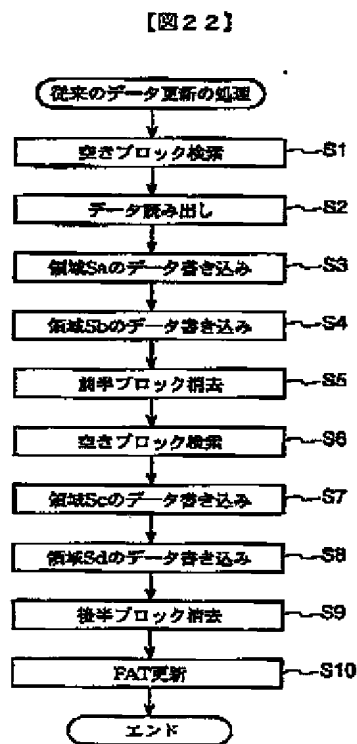 【図22】
従来のデータ更新の処理
空きブロック検索 S1
データ読み出し S2
領域Saのデータ書き込み S3
領域Sbのデータ書き込み S4
前半ブロック消去 S5
空きブロック検索 S6
領域Scのデータ書き込み S7
領域Sdのデータ書き込み S8
後半ブロック消去 S9
FAT更新 S10
エンド